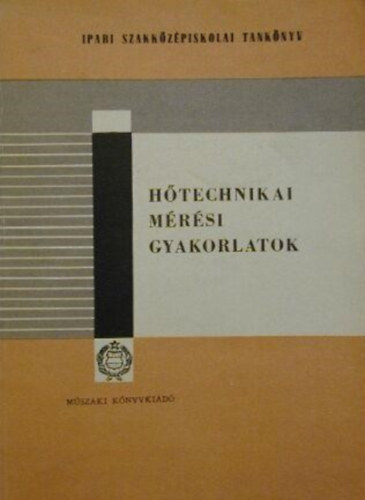 IPARI SZAKKÖZÉPISKOLAI TANKÖNYV
HŐTECHNIKAI
MÉRÉSI
GYAKORLATOK
MŰSZAKI KÖNYVKIADÓ